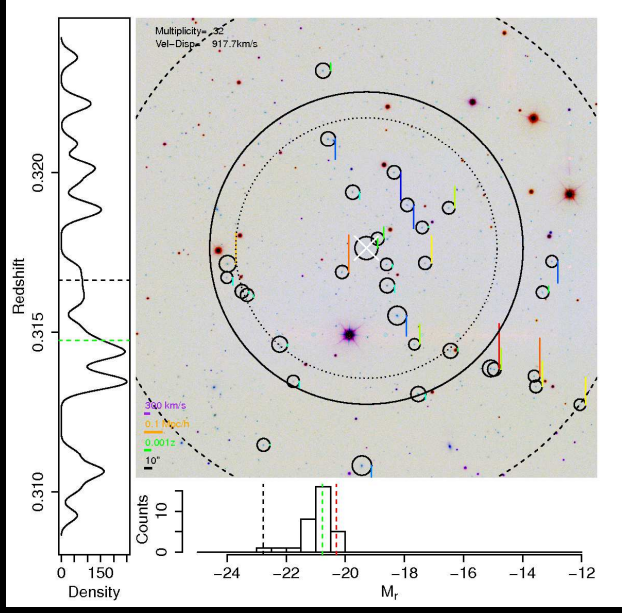 Multiplicity= 32
Vel-Disp= 917.7km/s
0.320
Redshift
0.315
0.310
300 km/s
0.1 Mpc/h
0.001z
10"
0 150
Density
Counts
10
0
−24 −22 −20 −18 −16 −14 −12
Mr